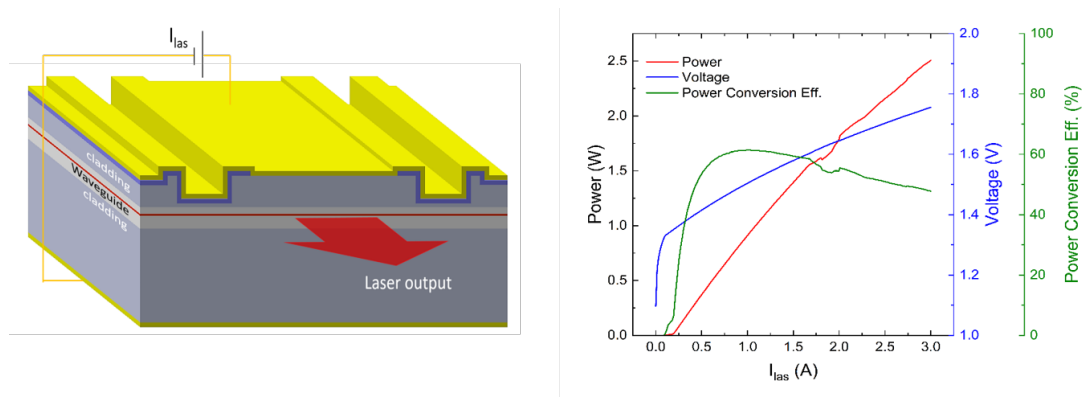 I_las
cladding
Waveguide
cladding
Laser output
Power
Voltage
Power Conversion Eff.
Power (W)
2.5
2.0
1.5
1.0
0.5
0.0
0.0 0.5 1.0 1.5 2.0 2.5 3.0
I_las (A)
2.0
1.8
1.6
1.4
1.2
1.0
Voltage (V)
100
80
60
40
20
0
Power Conversion Eff. (%)